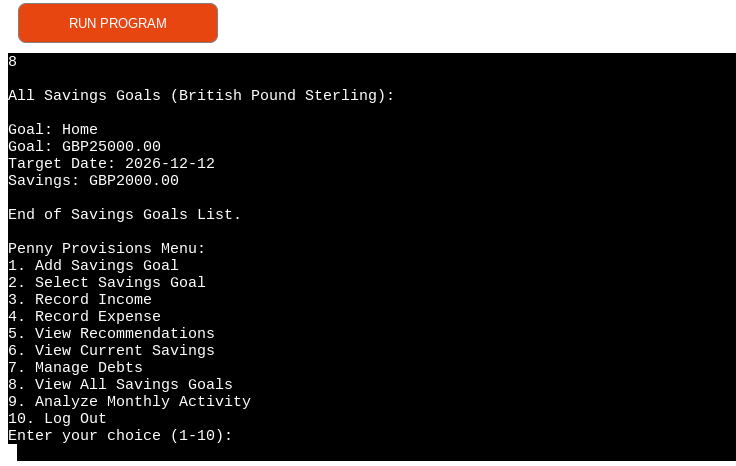 RUN PROGRAM
8
All Savings Goals (British Pound Sterling):
Goal: Home
Goal: GBP25000.00
Target Date: 2026-12-12
Savings: GBP2000.00
End of Savings Goals List.
Penny Provisions Menu:
1. Add Savings Goal
2. Select Savings Goal
3. Record Income
4. Record Expense
5. View Recommendations
6. View Current Savings
7. Manage Debts
8. View All Savings Goals
9. Analyze Monthly Activity
10. Log Out
Enter your choice (1-10):